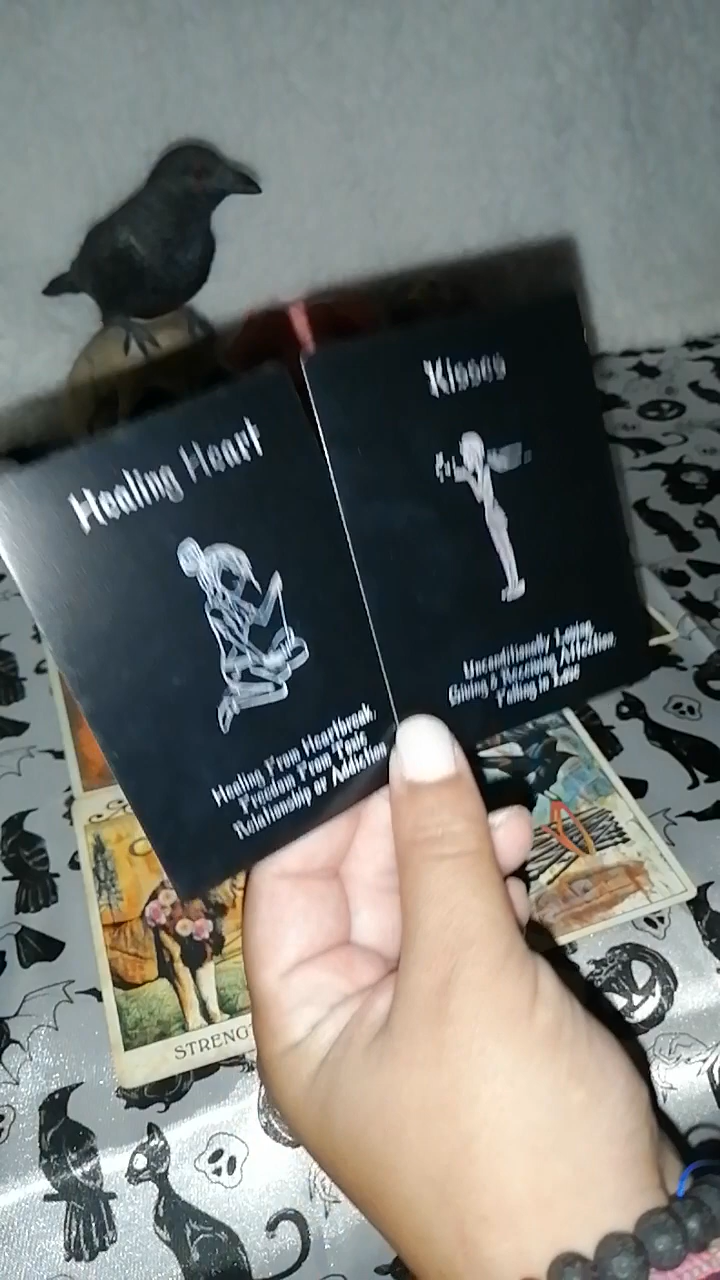 Healing Heart
Healing From Heartbreak,
Freedom From Toxic
Relationship or Addiction
Kisses
Unconditionally Loving,
Giving & Receiving Affection,
Falling in Love
STRENG